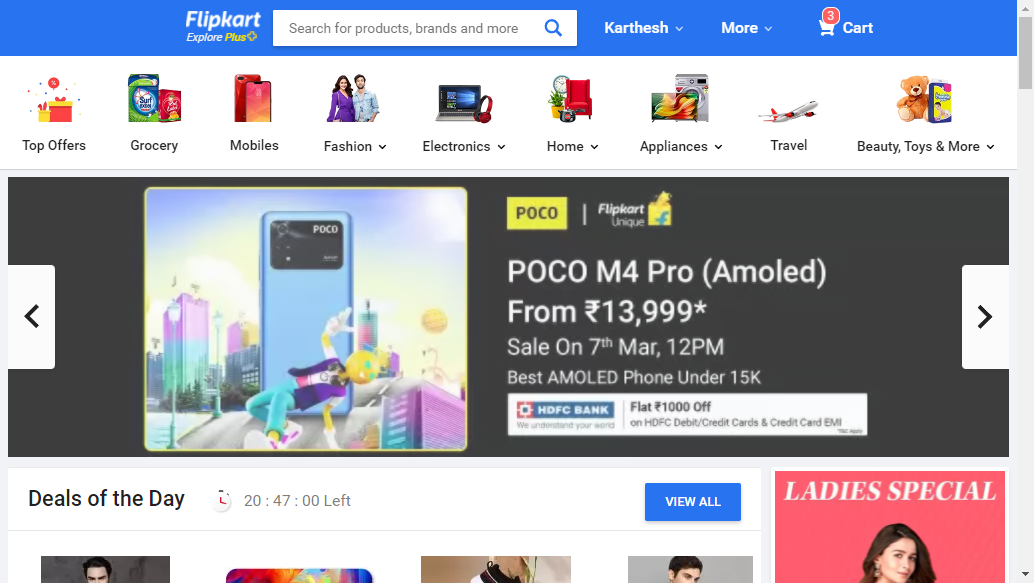 Flipkart
Explore Plus
Search for products, brands and more
Karthesh
More
3
Cart
Top Offers
Grocery
Mobiles
Fashion
Electronics
Home
Appliances
Travel
Beauty, Toys & More
POCO
POCO | Flipkart Unique
POCO M4 Pro (Amoled)
From ₹13,999*
Sale On 7th Mar, 12PM
Best AMOLED Phone Under 15K
HDFC BANK
We understand your world
Flat ₹1000 Off
on HDFC Debit/Credit Cards & Credit Card EMI
*T&C Apply
Deals of the Day
20 : 47 : 00 Left
VIEW ALL
LADIES SPECIAL